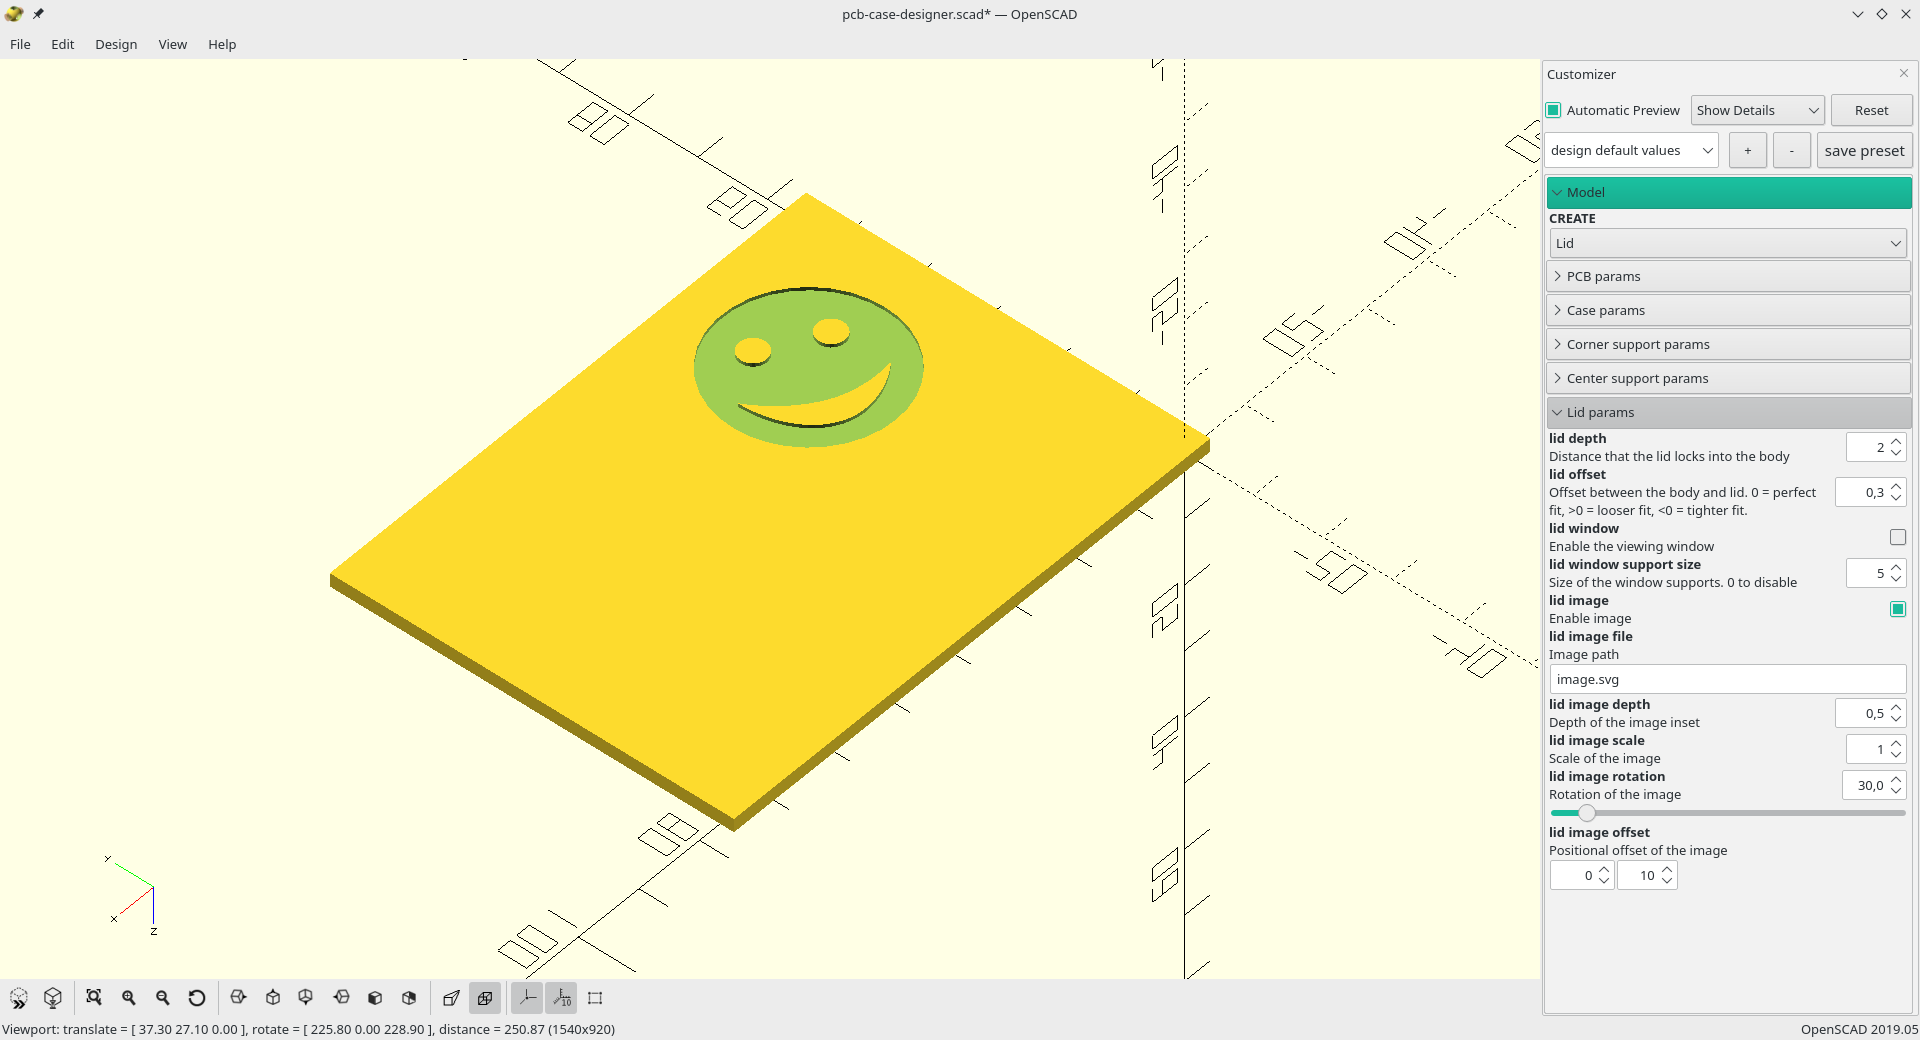 pcb-case-designer.scad* — OpenSCAD
File Edit Design View Help
Customizer
Automatic Preview Show Details Reset
design default values + - save preset
Model
CREATE
Lid
PCB params
Case params
Corner support params
Center support params
Lid params
lid depth
Distance that the lid locks into the body 2
lid offset
Offset between the body and lid. 0 = perfect
fit, >0 = looser fit, <0 = tighter fit. 0,3
lid window
Enable the viewing window
lid window support size
Size of the window supports. 0 to disable 5
lid image
Enable image
lid image file
Image path
image.svg
lid image depth
Depth of the image inset 0,5
lid image scale
Scale of the image 1
lid image rotation
Rotation of the image 30,0
lid image offset
Positional offset of the image
0 10
y
x
z
10
Viewport: translate = [ 37.30 27.10 0.00 ], rotate = [ 225.80 0.00 228.90 ], distance = 250.87 (1540x920)
OpenSCAD 2019.05